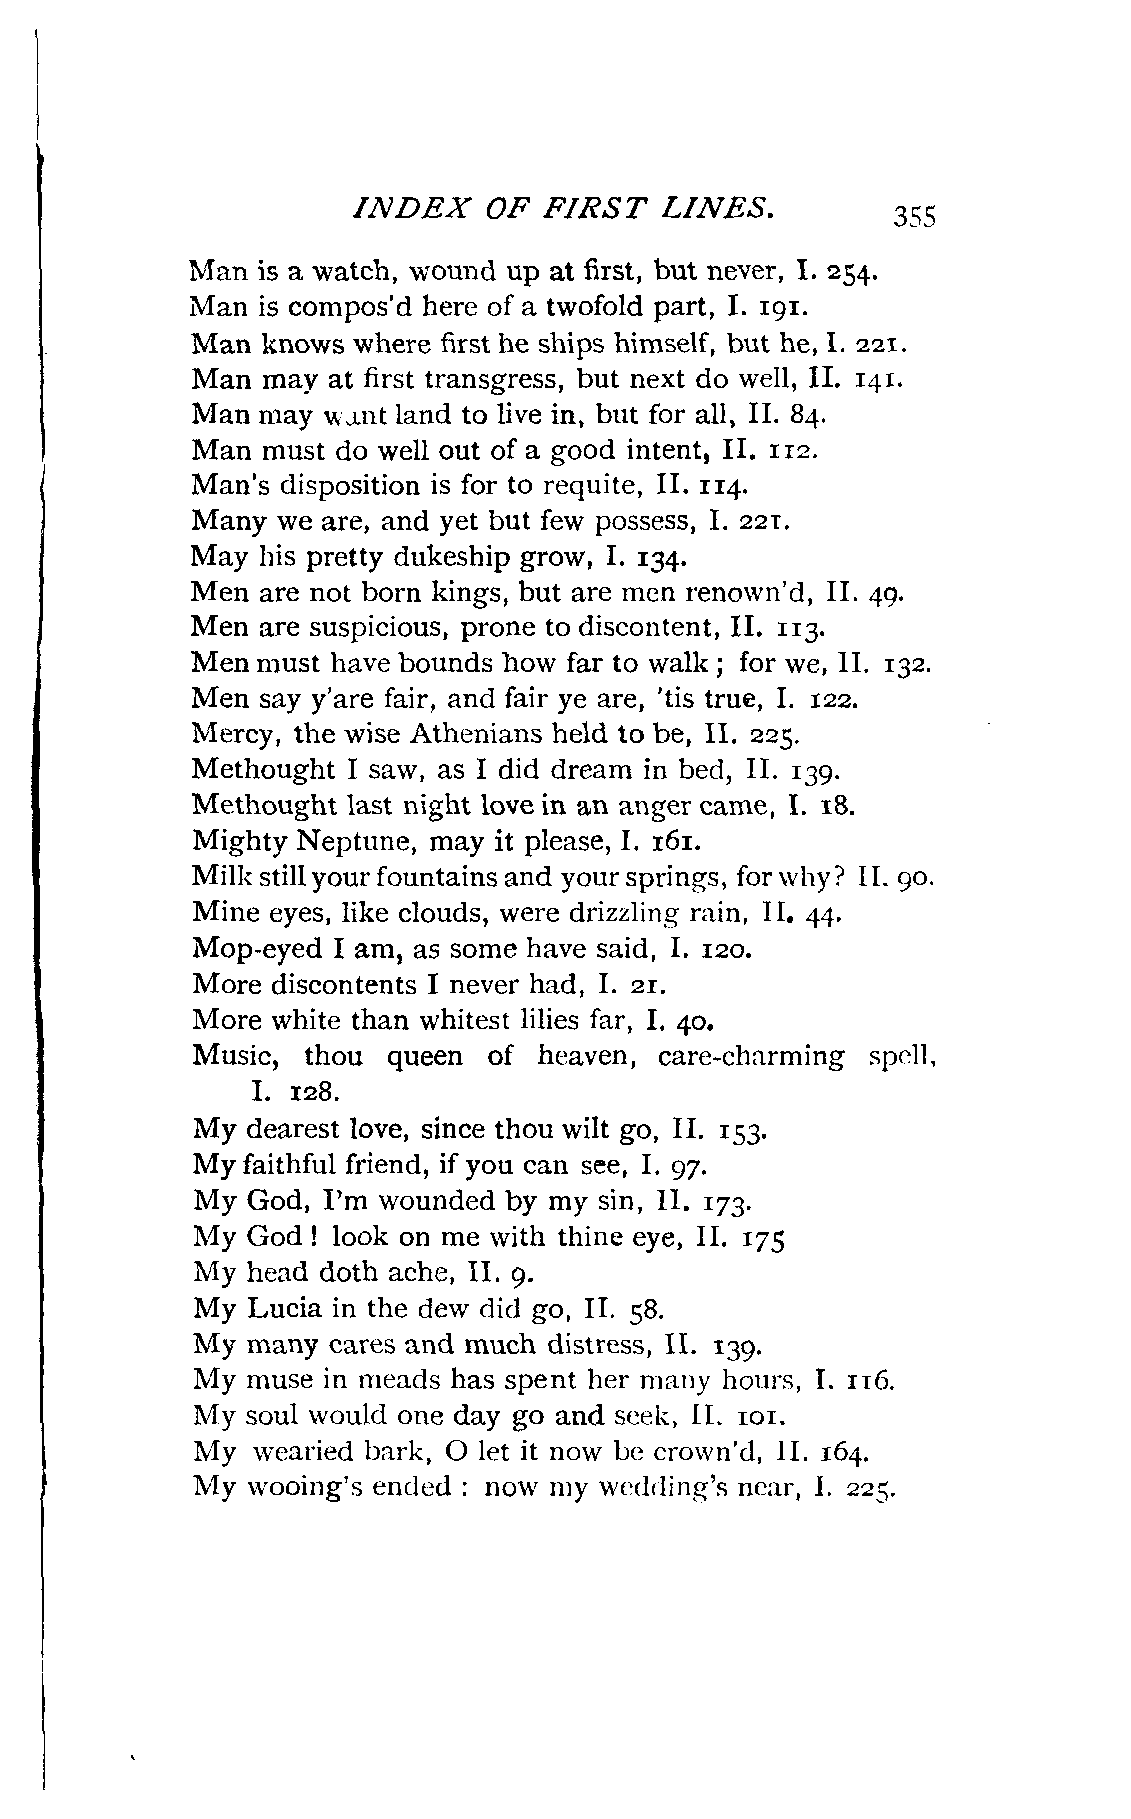 INDEX OF FIRST LINES. 355
Man is a watch, wound up at first, but never, I. 254.
Man is compos'd here of a twofold part, I. 191.
Man knows where first he ships himself, but he, I. 221.
Man may at first transgress, but next do well, II. 141.
Man may want land to live in, but for all, II. 84.
Man must do well out of a good intent, II. 112.
Man's disposition is for to requite, II. 114.
Many we are, and yet but few possess, I. 221.
May his pretty dukeship grow, I. 134.
Men are not born kings, but are men renown'd, II. 49.
Men are suspicious, prone to discontent, II. 113.
Men must have bounds how far to walk; for we, II. 132.
Men say y'are fair, and fair ye are, 'tis true, I. 122.
Mercy, the wise Athenians held to be, II. 225.
Methought I saw, as I did dream in bed, II. 139.
Methought last night love in an anger came, I. 18.
Mighty Neptune, may it please, I. 161.
Milk still your fountains and your springs, for why? II. 90.
Mine eyes, like clouds, were drizzling rain, II. 44.
Mop-eyed I am, as some have said, I. 120.
More discontents I never had, I. 21.
More white than whitest lilies far, I. 40.
Music, thou queen of heaven, care-charming spell,
I. 128.
My dearest love, since thou wilt go, II. 153.
My faithful friend, if you can see, I. 97.
My God, I'm wounded by my sin, II. 173.
My God! look on me with thine eye, II. 175
My head doth ache, II. 9.
My Lucia in the dew did go, II. 58.
My many cares and much distress, II. 139.
My muse in meads has spent her many hours, I. 116.
My soul would one day go and seek, II. 101.
My wearied bark, O let it now be crown'd, II. 164.
My wooing's ended: now my wedding's near, I. 225.